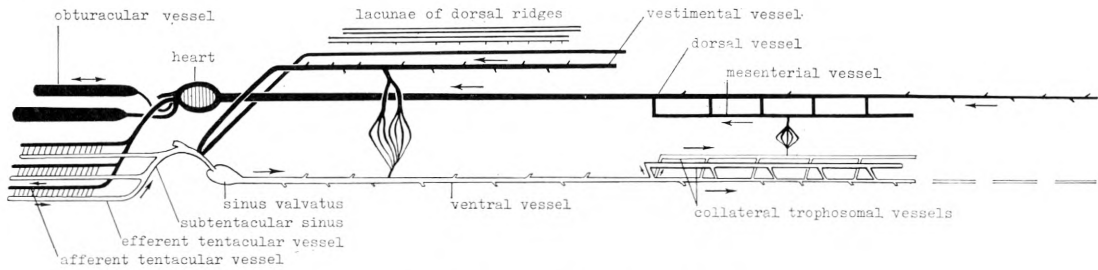 obturacular vessel
lacunae of dorsal ridges
vestimental vessel
heart
dorsal vessel
mesenterial vessel
sinus valvatus
ventral vessel
collateral trophosomal vessels
subtentacular sinus
efferent tentacular vessel
afferent tentacular vessel